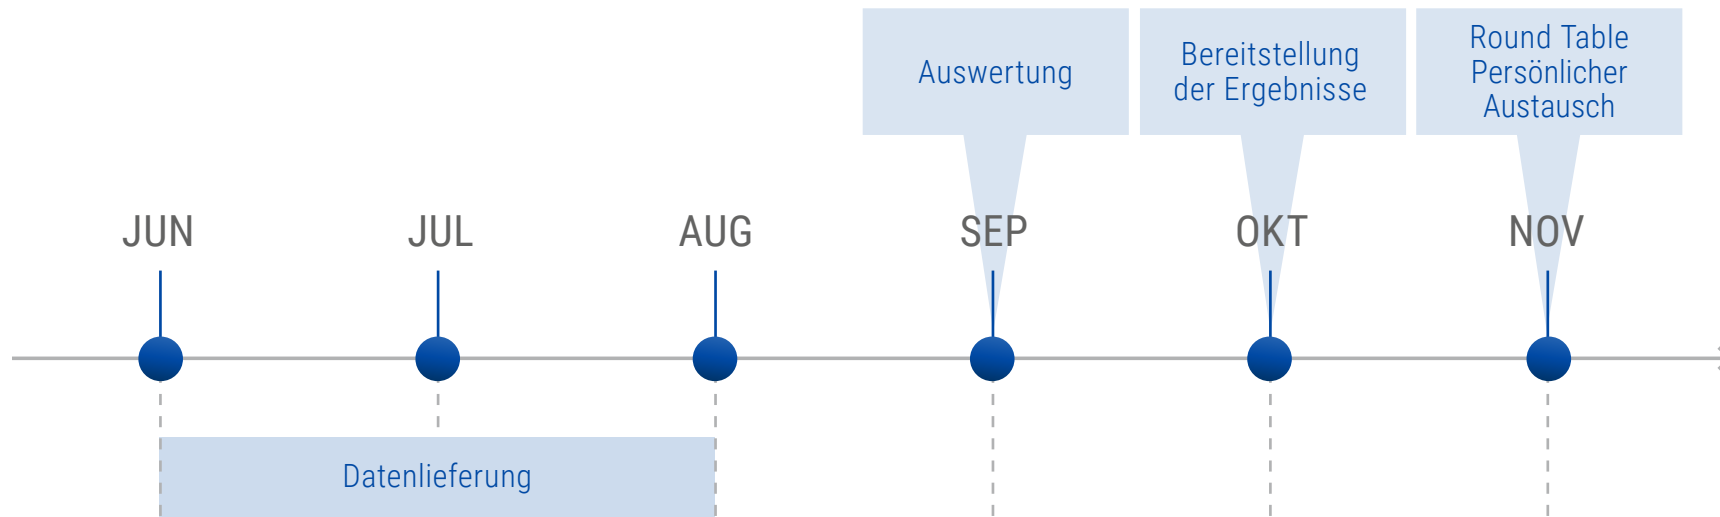 Auswertung
Bereitstellung
der Ergebnisse
Round Table
Persönlicher
Austausch
JUN
JUL
AUG
SEP
OKT
NOV
Datenlieferung